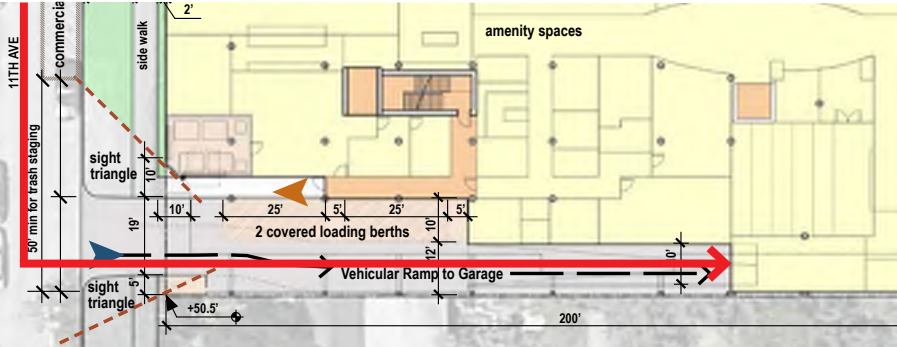 2'
11TH AVE
commercia
side walk
amenity spaces
50' min for trash staging
sight
triangle
10'
10'
25'
5'
25'
5'
19'
10'
2 covered loading berths
12'
0'
Vehicular Ramp to Garage
sight
triangle
5'
+50.5'
200'